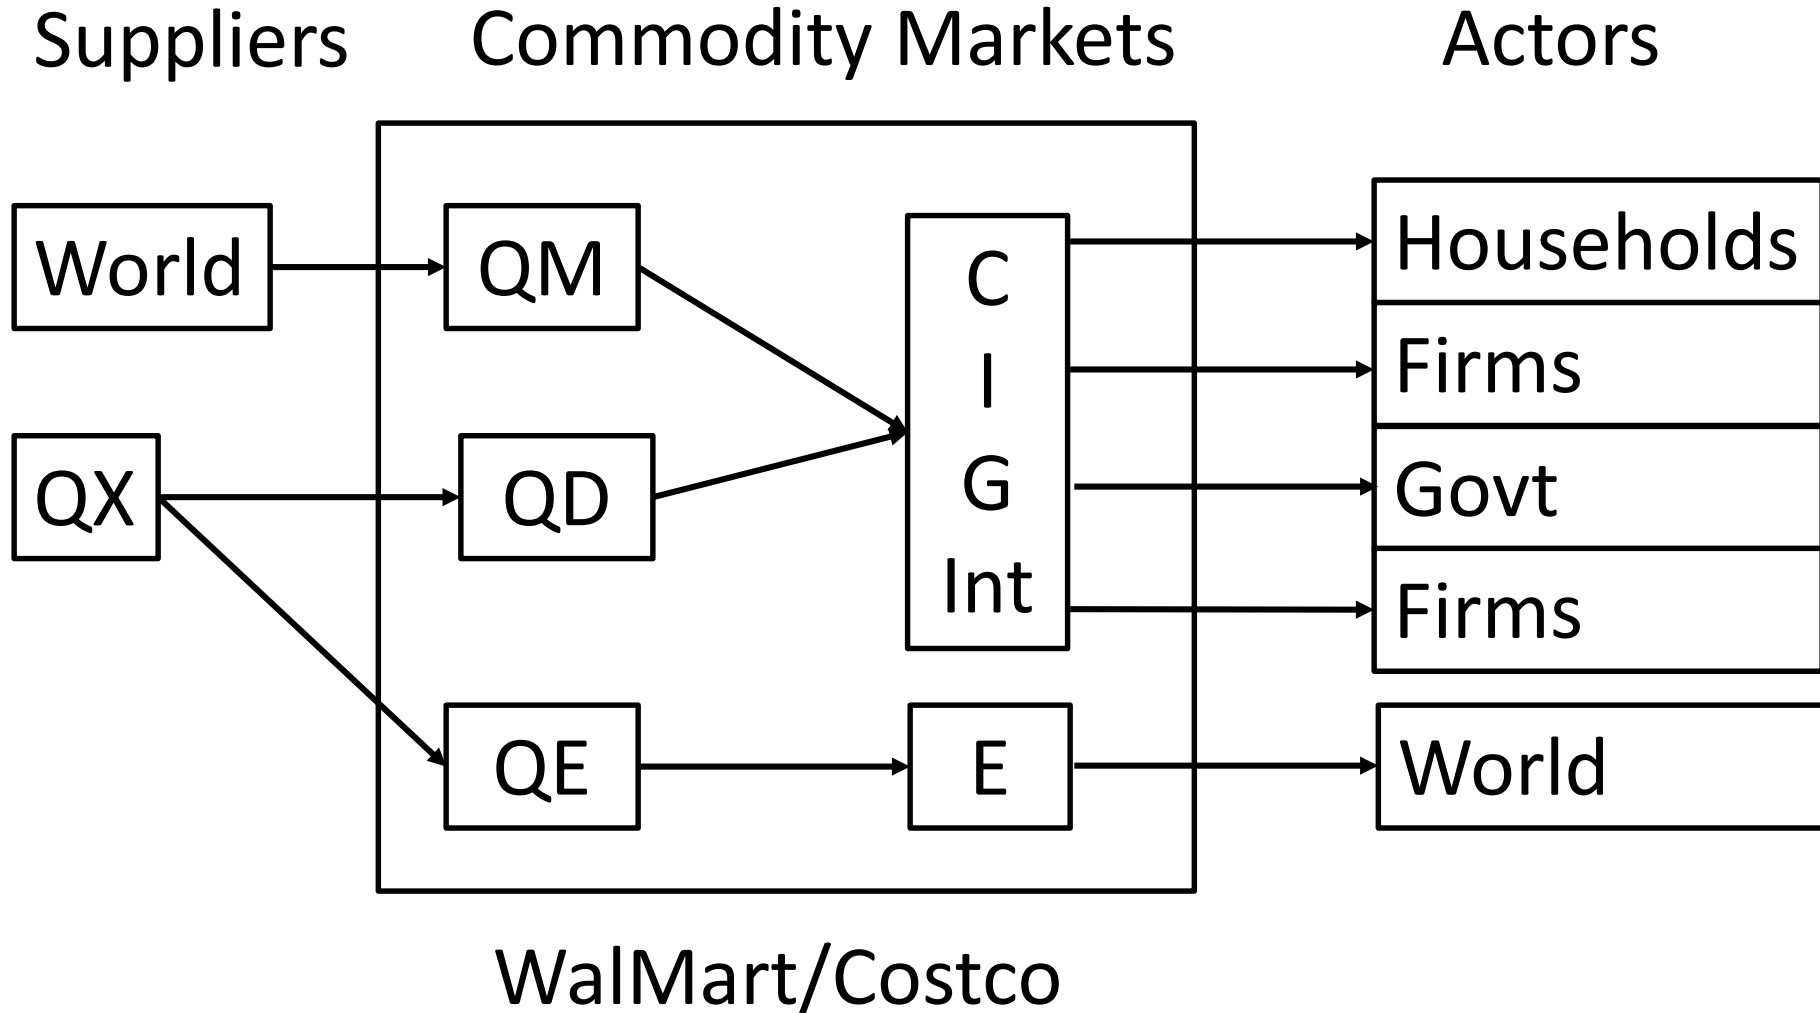 Suppliers
Commodity Markets
Actors
World
QM
C
I
G
Int
Households
Firms
Govt
Firms
QX
QD
QE
E
World
WalMart/Costco